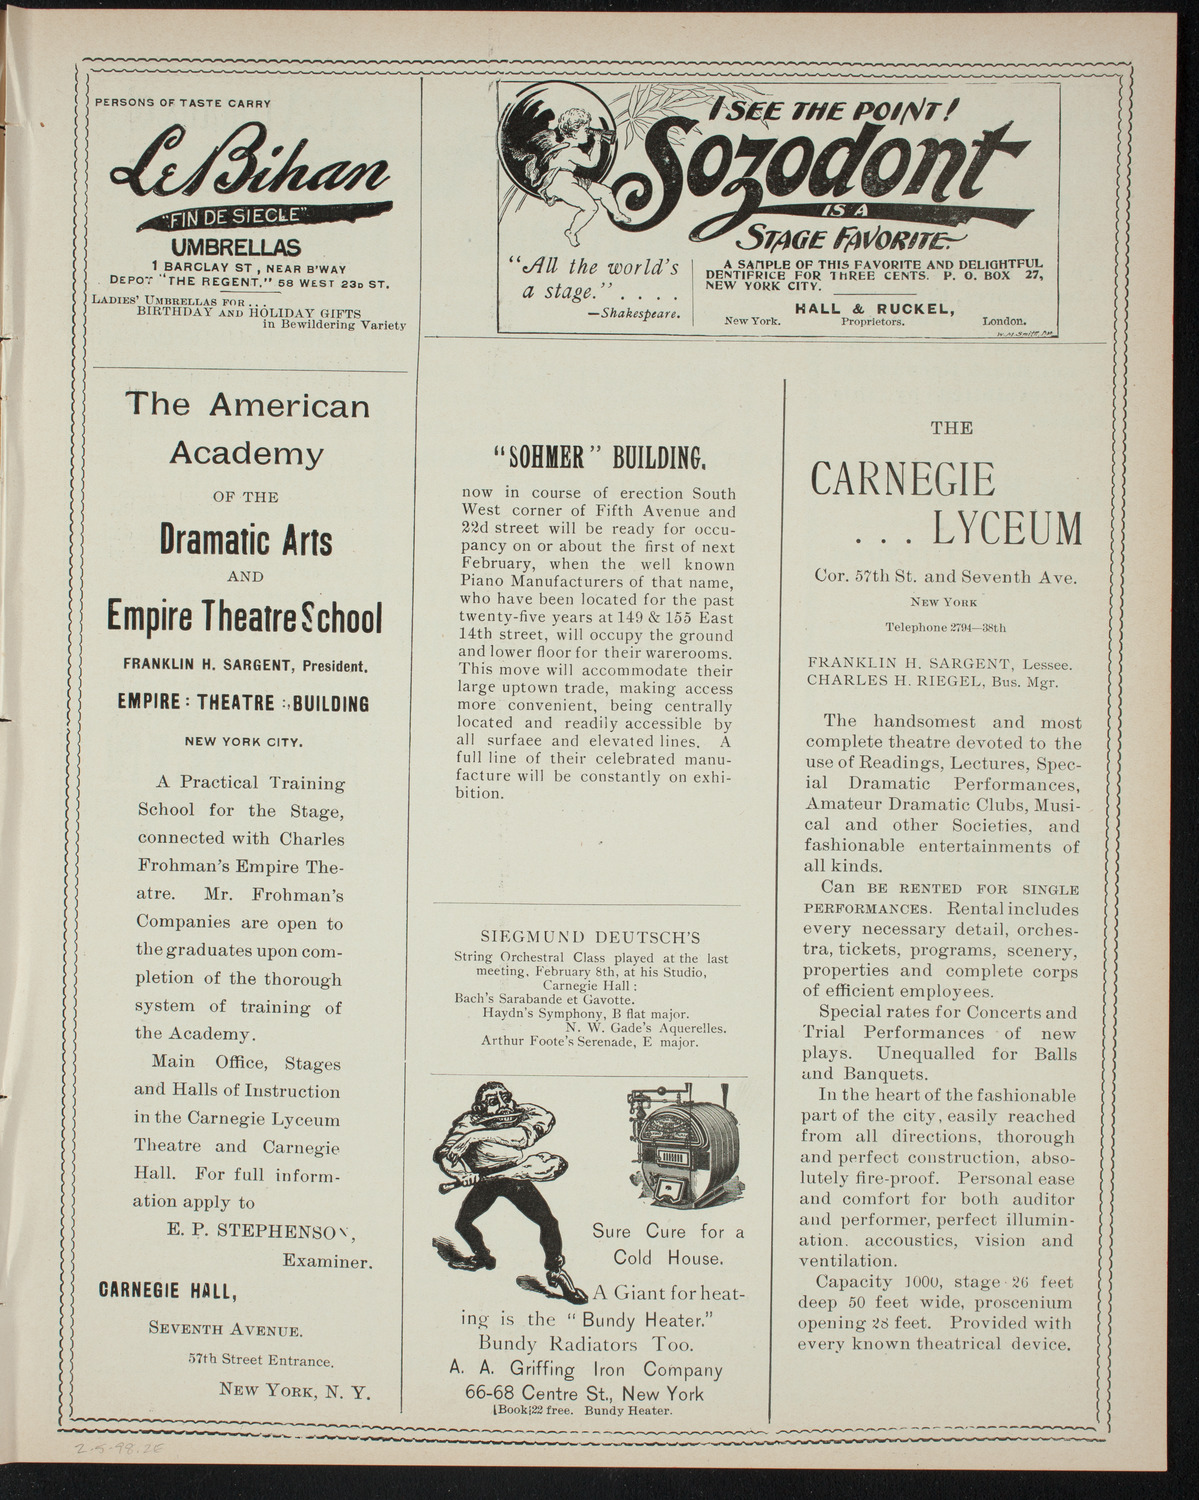 PERSONS OF TASTE CARRY
Le Bihan
"FIN DE SIECLE"
UMBRELLAS
1 BARCLAY ST, NEAR B'WAY
DEPOT "THE REGENT," 58 WEST 23D ST.
LADIES' UMBRELLAS FOR...
BIRTHDAY AND HOLIDAY GIFTS
in Bewildering Variety
I SEE THE POINT!
Sozodont
IS A
STAGE FAVORITE.
"All the world's
a stage." . . . .
—Shakespeare.
A SAMPLE OF THIS FAVORITE AND DELIGHTFUL
DENTIFRICE FOR THREE CENTS. P. O. BOX 27,
NEW YORK CITY.
HALL & RUCKEL,
New York. Proprietors. London.
The American
Academy
OF THE
Dramatic Arts
AND
Empire Theatre School
FRANKLIN H. SARGENT, President.
EMPIRE : THEATRE : BUILDING
NEW YORK CITY.
A Practical Training
School for the Stage,
connected with Charles
Frohman's Empire The-
atre. Mr. Frohman's
Companies are open to
the graduates upon com-
pletion of the thorough
system of training of
the Academy.
Main Office, Stages
and Halls of Instruction
in the Carnegie Lyceum
Theatre and Carnegie
Hall. For full inform-
ation apply to
E. P. STEPHENSON,
Examiner.
CARNEGIE HALL,
SEVENTH AVENUE.
57th Street Entrance.
NEW YORK, N. Y.
"SOHMER" BUILDING.
now in course of erection South
West corner of Fifth Avenue and
22d street will be ready for occu-
pancy on or about the first of next
February, when the well known
Piano Manufacturers of that name,
who have been located for the past
twenty-five years at 149 & 155 East
14th street, will occupy the ground
and lower floor for their warerooms.
This move will accommodate their
large uptown trade, making access
more convenient, being centrally
located and readily accessible by
all surfaee and elevated lines. A
full line of their celebrated manu-
facture will be constantly on exhi-
bition.
SIEGMUND DEUTSCH'S
String Orchestral Class played at the last
meeting, February 8th, at his Studio,
Carnegie Hall :
Bach's Sarabande et Gavotte.
Haydn's Symphony, B flat major.
N. W. Gade's Aquerelles.
Arthur Foote's Serenade, E major.
Sure Cure for a
Cold House.
A Giant for heat-
ing is the "Bundy Heater."
Bundy Radiators Too.
A. A. Griffing Iron Company
66-68 Centre St., New York
[Book]22 free. Bundy Heater.
THE
CARNEGIE
. . . LYCEUM
Cor. 57th St. and Seventh Ave.
NEW YORK
Telephone 2794—38th
FRANKLIN H. SARGENT, Lessee.
CHARLES H. RIEGEL, Bus. Mgr.
The handsomest and most
complete theatre devoted to the
use of Readings, Lectures, Spec-
ial Dramatic Performances,
Amateur Dramatic Clubs, Musi-
cal and other Societies, and
fashionable entertainments of
all kinds.
Can BE RENTED FOR SINGLE
PERFORMANCES. Rental includes
every necessary detail, orches-
tra, tickets, programs, scenery,
properties and complete corps
of efficient employees.
Special rates for Concerts and
Trial Performances of new
plays. Unequalled for Balls
and Banquets.
In the heart of the fashionable
part of the city, easily reached
from all directions, thorough
and perfect construction, abso-
lutely fire-proof. Personal ease
and comfort for both auditor
and performer, perfect illumin-
ation. accoustics, vision and
ventilation.
Capacity 1000, stage 26 feet
deep 50 feet wide, proscenium
opening 28 feet. Provided with
every known theatrical device.